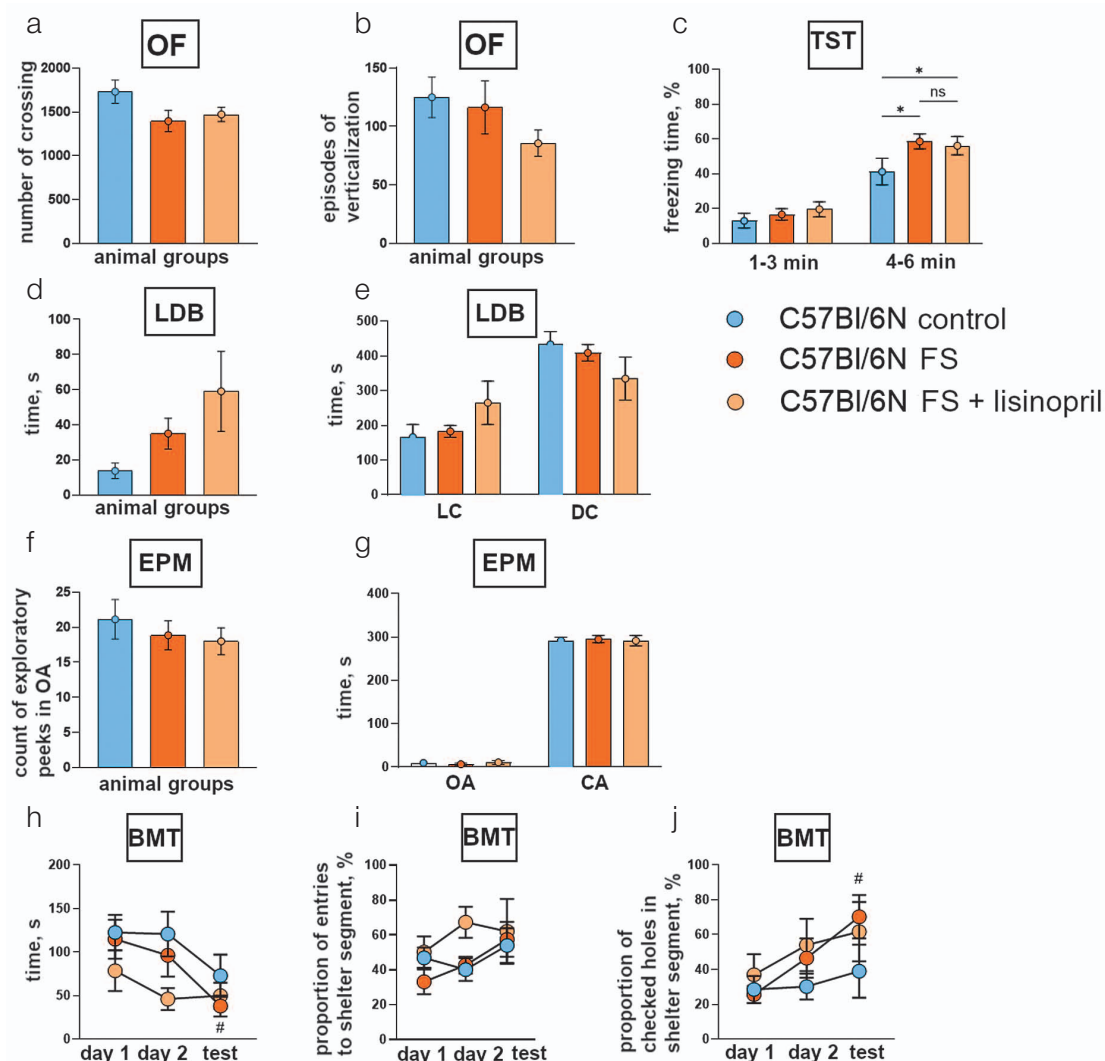 a
OF
number of crossing
2000
1500
1000
500
0
animal groups
b
OF
episodes of
verticalization
150
100
50
0
animal groups
c
TST
freezing time, %
100
80
60
40
20
0
*
ns
*
1-3 min
4-6 min
d
LDB
time, s
100
80
60
40
20
0
animal groups
e
LDB
time, s
500
400
300
200
100
0
LC
DC
C57Bl/6N control
C57Bl/6N FS
C57Bl/6N FS + lisinopril
f
EPM
count of exploratory
peeks in OA
25
20
15
10
5
0
animal groups
g
EPM
time, s
400
300
200
100
0
OA
CA
h
BMT
time, s
200
150
100
50
0
#
day 1 day 2 test
i
BMT
proportion of entries
to shelter segment, %
100
80
60
40
20
0
day 1 day 2 test
j
BMT
proportion of
checked holes in
shelter segment, %
100
80
60
40
20
0
#
day 1 day 2 test